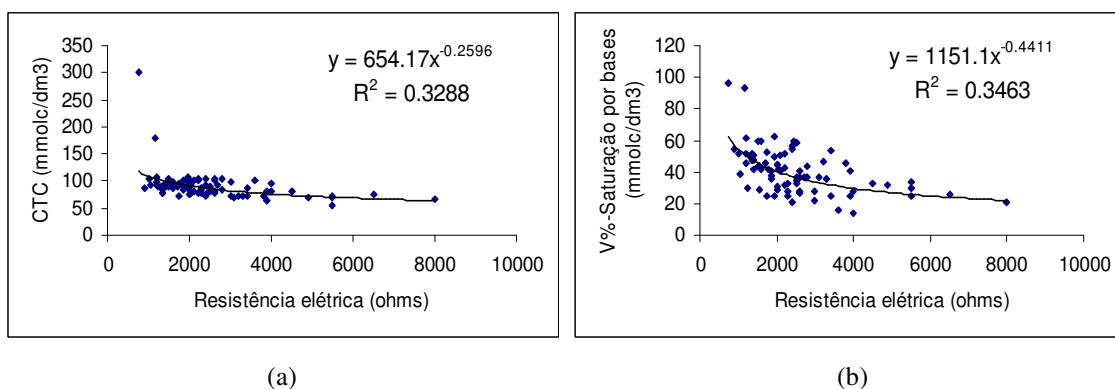 y = 654.17x^-0.2596
R² = 0.3288
CTC (mmolc/dm3)
350
300
250
200
150
100
50
0
0 2000 4000 6000 8000 10000
Resistência elétrica (ohms)
(a)
y = 1151.1x^-0.4411
R² = 0.3463
V%-Saturação por bases
(mmolc/dm3)
120
100
80
60
40
20
0
0 2000 4000 6000 8000 10000
Resistência elétrica (ohms)
(b)